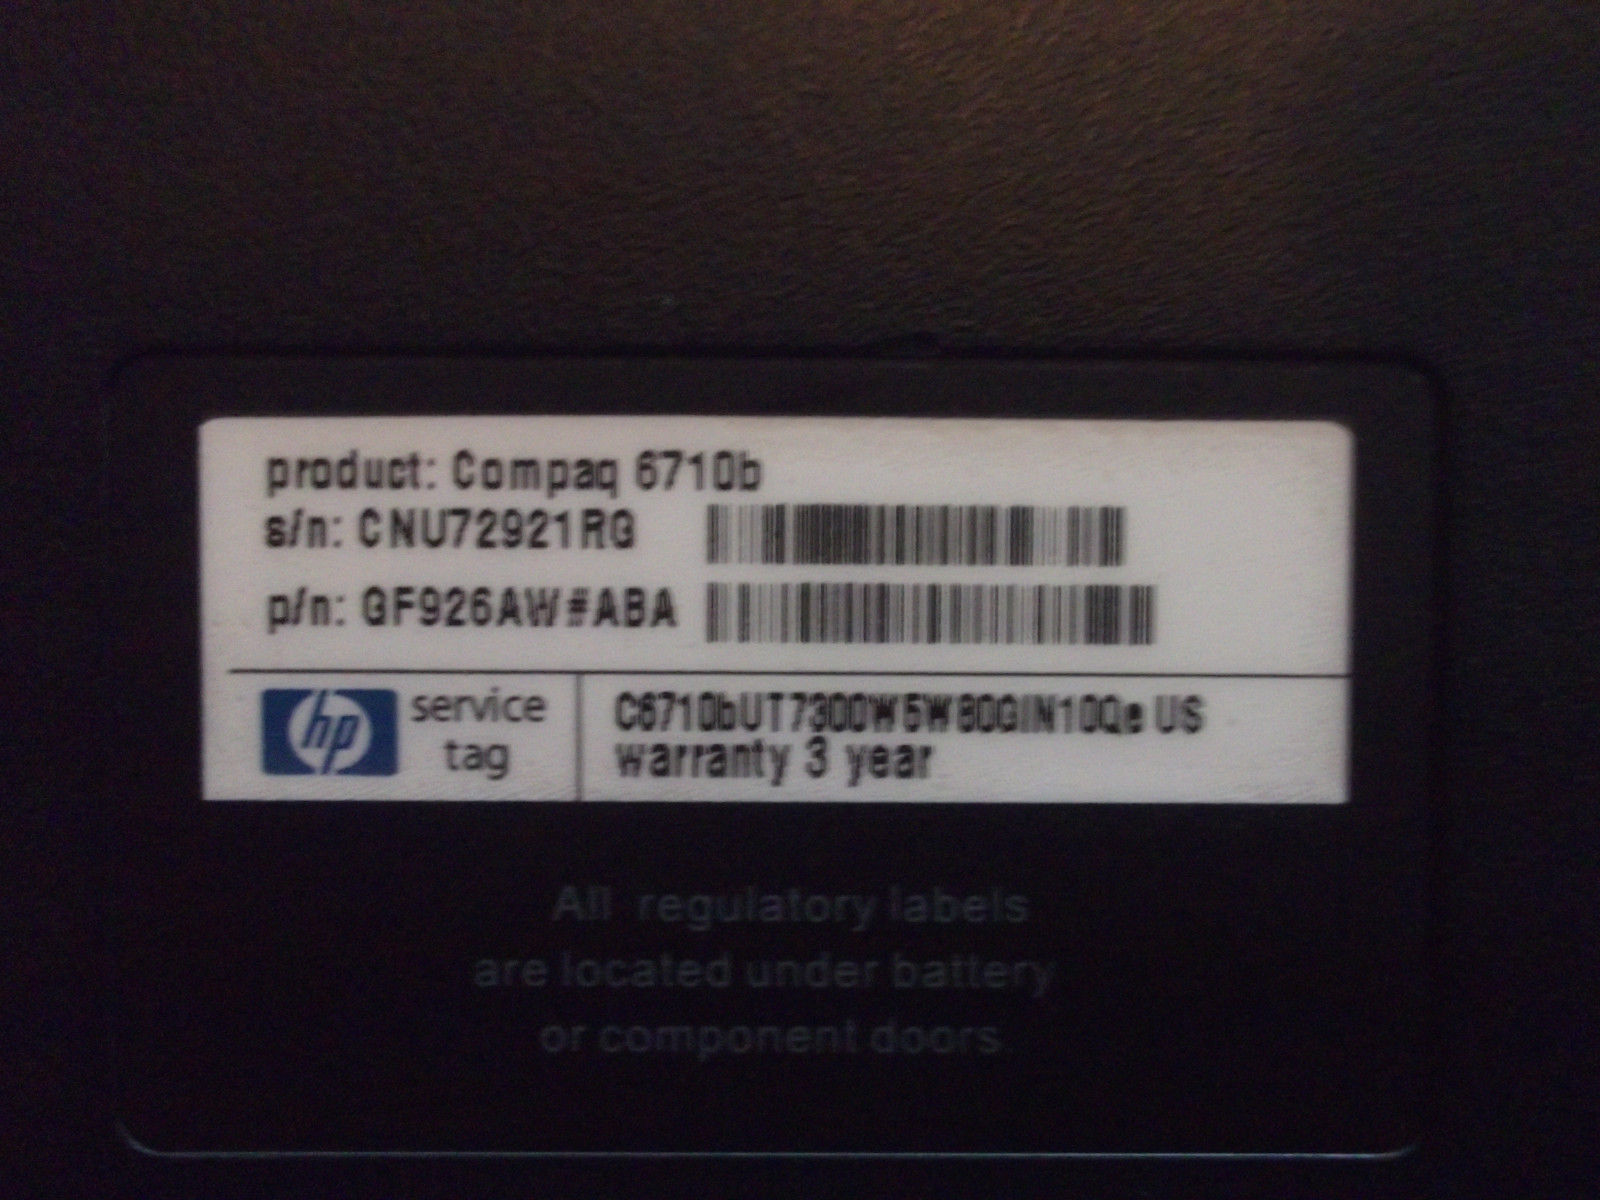 product: Compaq 6710b
s/n: CNU72921RG
p/n: GF926AW#ABA
hp service tag
C6710bUT7300W5W80GIN10Qe US
warranty 3 year
All regulatory labels
are located under battery
or component doors.